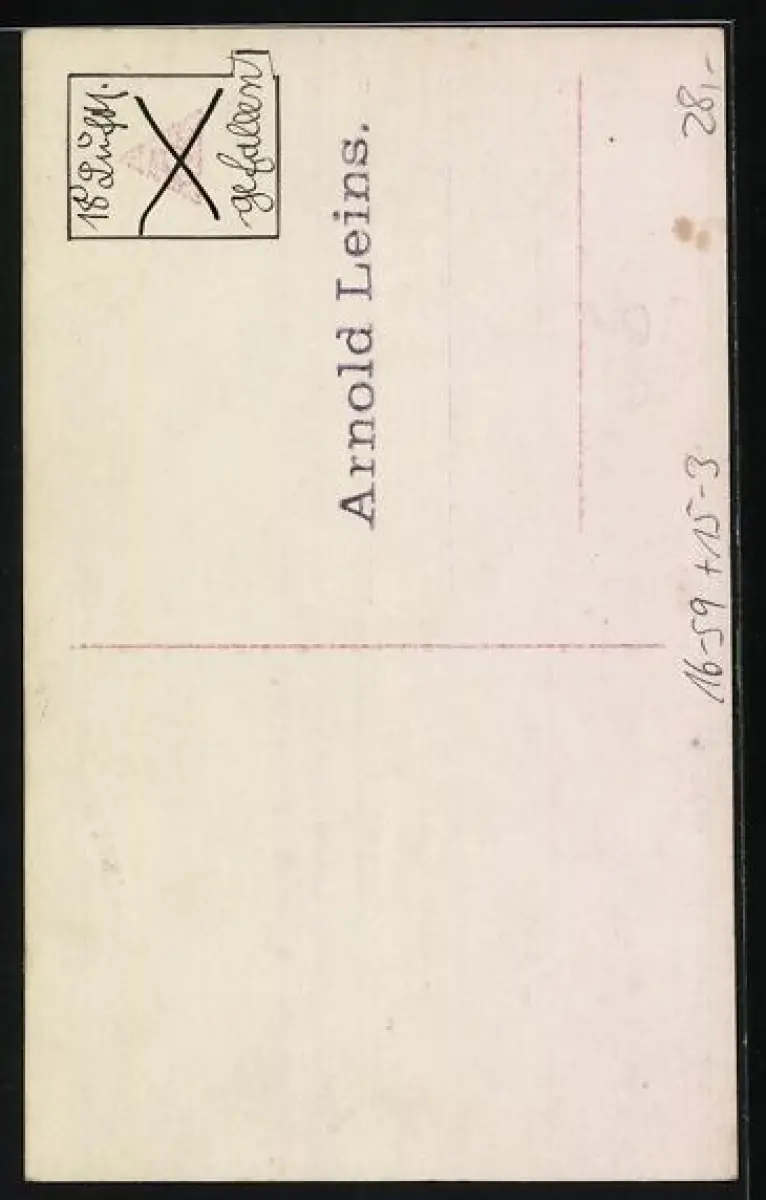 gefallen
Arnold Leins.
28,-
16-59 +15-3